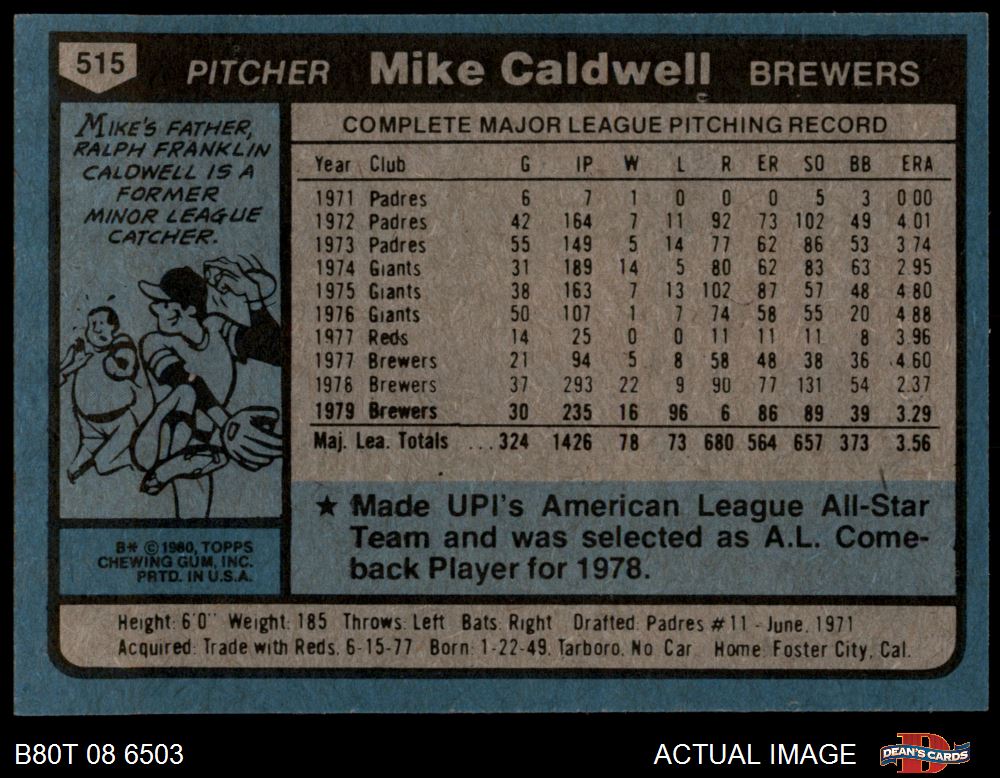 515 PITCHER Mike Caldwell BREWERS
MIKE'S FATHER,
RALPH FRANKLIN
CALDWELL IS A
FORMER
MINOR LEAGUE
CATCHER.
COMPLETE MAJOR LEAGUE PITCHING RECORD
Year Club G IP W L R ER SO BB ERA
1971 Padres 6 7 1 0 0 0 5 3 0.00
1972 Padres 42 164 7 11 92 73 102 49 4.01
1973 Padres 55 149 5 14 77 62 86 53 3.74
1974 Giants 31 189 14 5 80 62 83 63 2.95
1975 Giants 38 163 7 13 102 87 57 48 4.80
1976 Giants 50 107 1 7 74 58 55 20 4.88
1977 Reds 14 25 0 0 11 11 11 8 3.96
1977 Brewers 21 94 5 8 58 48 38 36 4.60
1978 Brewers 37 293 22 9 90 77 131 54 2.37
1979 Brewers 30 235 16 96 6 86 89 39 3.29
Maj. Lea. Totals ... 324 1426 78 73 680 564 657 373 3.56
★ Made UPI's American League All-Star
Team and was selected as A.L. Come-
back Player for 1978.
B* © 1980, TOPPS
CHEWING GUM, INC.
PRTD. IN U.S.A.
Height: 6'0" Weight: 185 Throws: Left Bats: Right Drafted: Padres #11 - June, 1971
Acquired: Trade with Reds, 6-15-77 Born: 1-22-49, Tarboro, No Car Home: Foster City, Cal.
B80T 08 6503 ACTUAL IMAGE DEAN'S CARDS